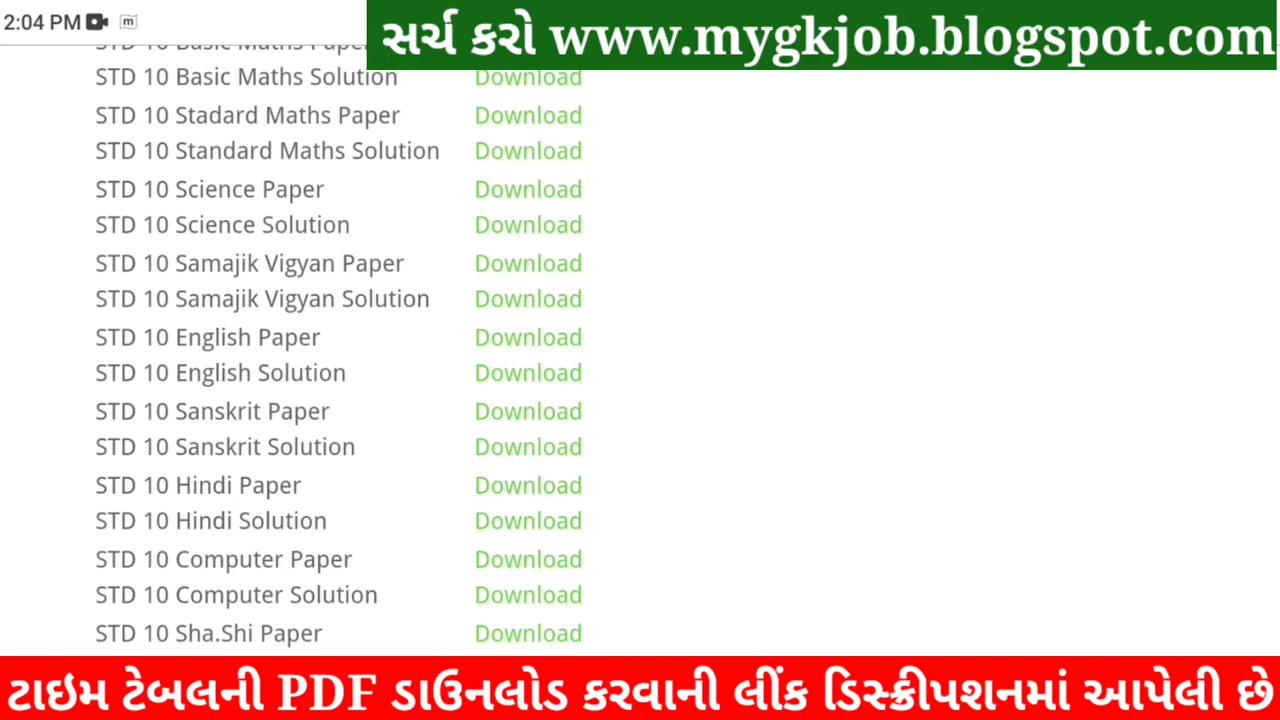 2:04 PM
સર્ચ કરો www.mygkjob.blogspot.com
STD 10 Basic Maths Paper
STD 10 Basic Maths Solution Download
STD 10 Stadard Maths Paper Download
STD 10 Standard Maths Solution Download
STD 10 Science Paper Download
STD 10 Science Solution Download
STD 10 Samajik Vigyan Paper Download
STD 10 Samajik Vigyan Solution Download
STD 10 English Paper Download
STD 10 English Solution Download
STD 10 Sanskrit Paper Download
STD 10 Sanskrit Solution Download
STD 10 Hindi Paper Download
STD 10 Hindi Solution Download
STD 10 Computer Paper Download
STD 10 Computer Solution Download
STD 10 Sha.Shi Paper Download
ટાઇમ ટેબલની PDF ડાઉનલોડ કરવાની લીંક ડિસ્ક્રીપશનમાં આપેલી છે